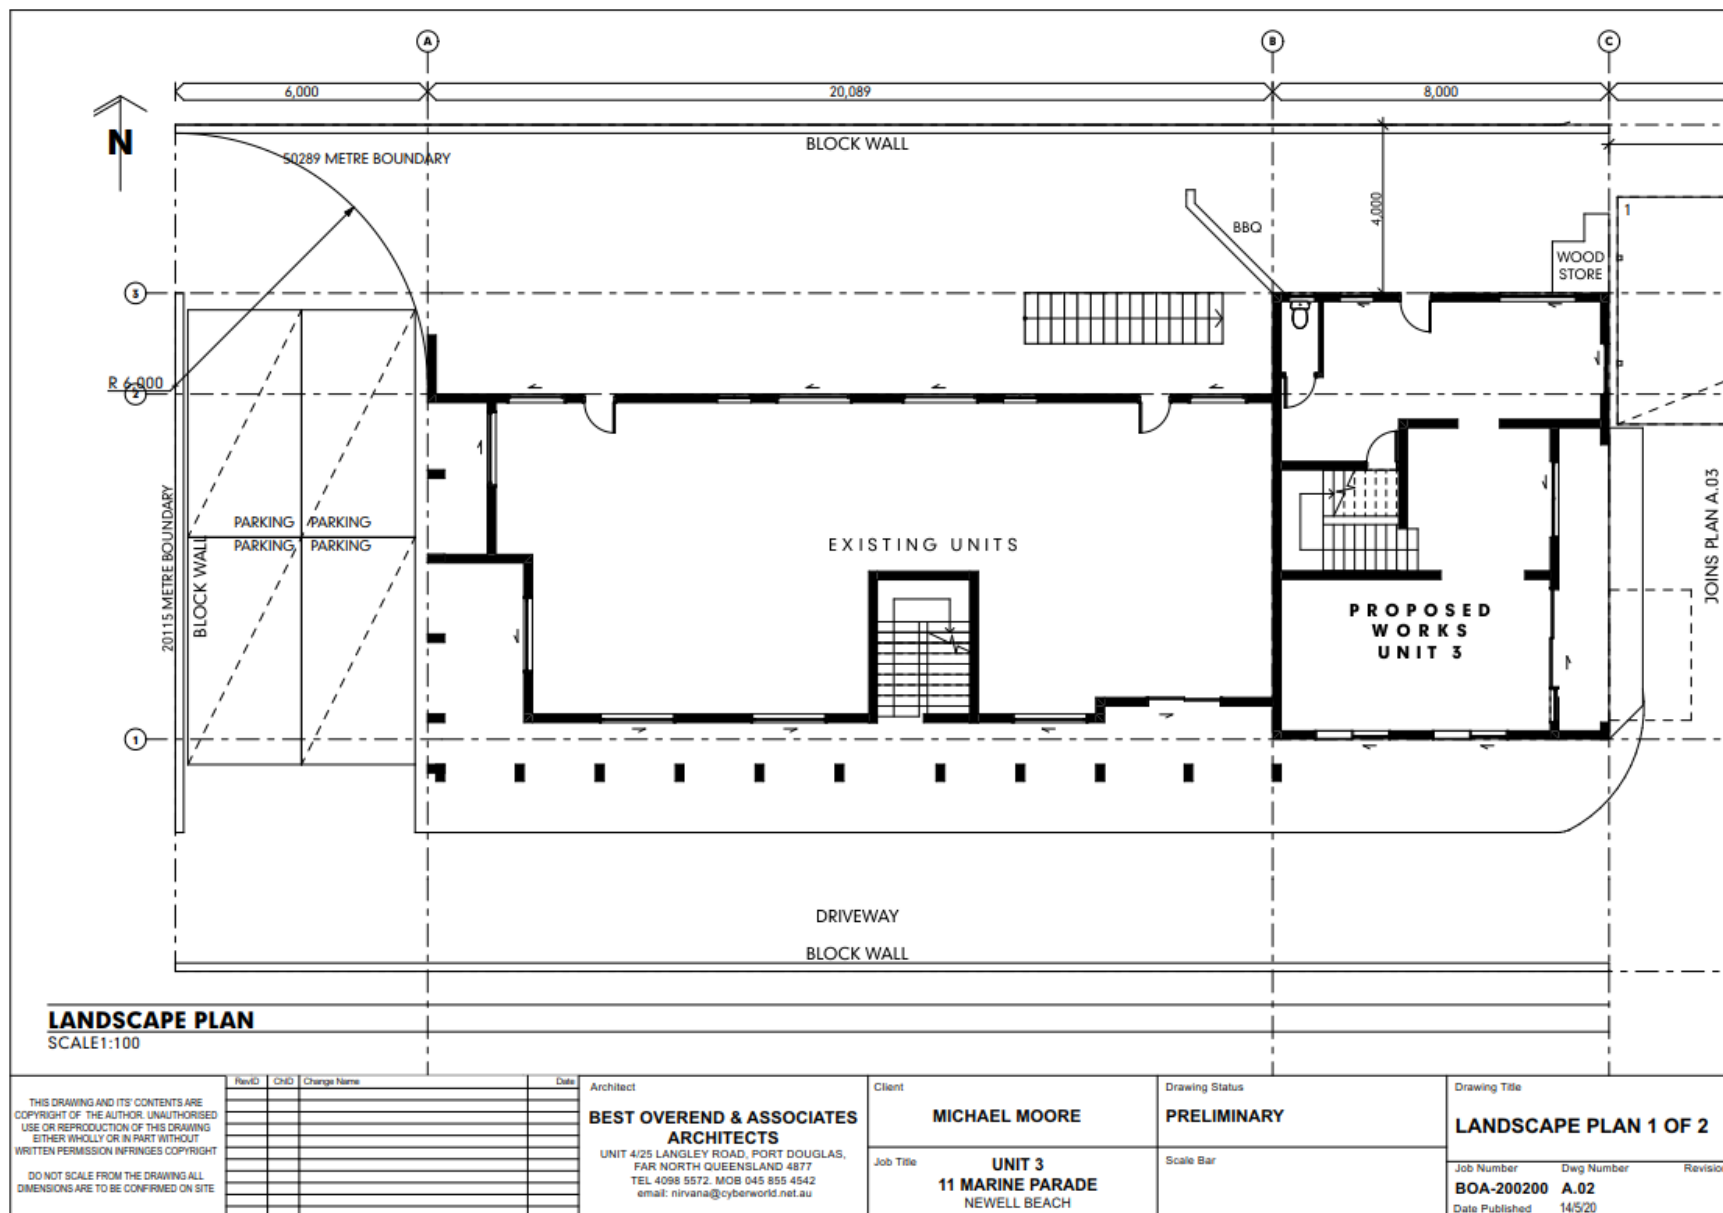 A
B
C
6,000
20,089
8,000
N
BLOCK WALL
50289 METRE BOUNDARY
4,000
BBQ
1
WOOD
STORE
3
R 6,000
2
PARKING
PARKING
PARKING
PARKING
20115 METRE BOUNDARY
BLOCK WALL
EXISTING UNITS
JOINS PLAN A.03
PROPOSED
WORKS
UNIT 3
1
DRIVEWAY
BLOCK WALL
LANDSCAPE PLAN
SCALE1:100
THIS DRAWING AND ITS' CONTENTS ARE
COPYRIGHT OF THE AUTHOR. UNAUTHORISED
USE OR REPRODUCTION OF THIS DRAWING
EITHER WHOLLY OR IN PART WITHOUT
WRITTEN PERMISSION INFRINGES COPYRIGHT
DO NOT SCALE FROM THE DRAWING ALL
DIMENSIONS ARE TO BE CONFIRMED ON SITE
RevID ChID Change Name Date
Architect
BEST OVEREND & ASSOCIATES
ARCHITECTS
UNIT 4/25 LANGLEY ROAD, PORT DOUGLAS,
FAR NORTH QUEENSLAND 4877
TEL 4098 5572. MOB 045 855 4542
email: nirvana@cyberworld.net.au
Client
MICHAEL MOORE
Job Title
UNIT 3
11 MARINE PARADE
NEWELL BEACH
Drawing Status
PRELIMINARY
Scale Bar
Drawing Title
LANDSCAPE PLAN 1 OF 2
Job Number Dwg Number Revision
BOA-200200 A.02
Date Published 14/5/20